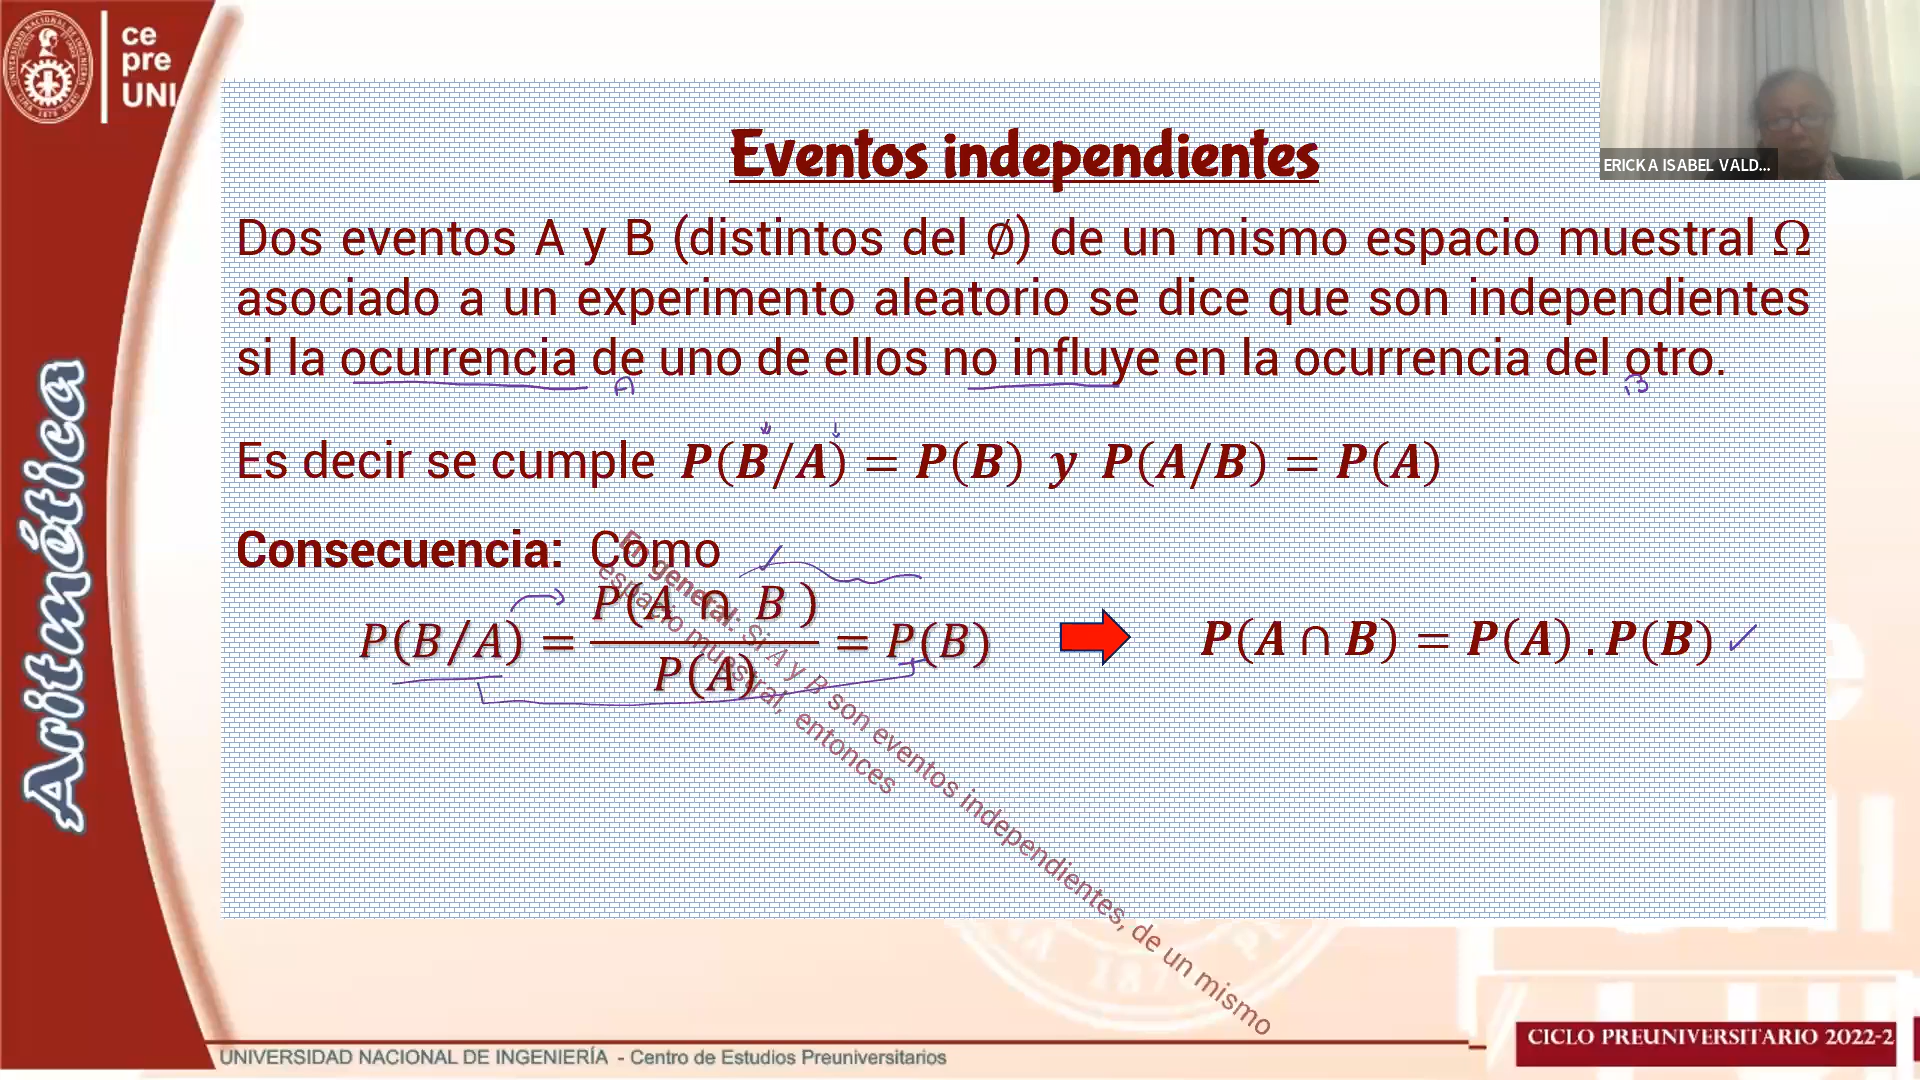 ce
pre
UNI
ERICKA ISABEL VALD...
Eventos independientes
Dos eventos A y B (distintos del ∅) de un mismo espacio muestral Ω
asociado a un experimento aleatorio se dice que son independientes
si la ocurrencia de uno de ellos no influye en la ocurrencia del otro.
A
B
Es decir se cumple P(B/A) = P(B) y P(A/B) = P(A)
Consecuencia: Como
P(B/A) = P(A ∩ B) / P(A) = P(B)
P(A ∩ B) = P(A) . P(B)
En general: Si A y B son eventos independientes, de un mismo
espacio muestral, entonces
Aritmética
UNIVERSIDAD NACIONAL DE INGENIERÍA - Centro de Estudios Preuniversitarios
CICLO PREUNIVERSITARIO 2022-2